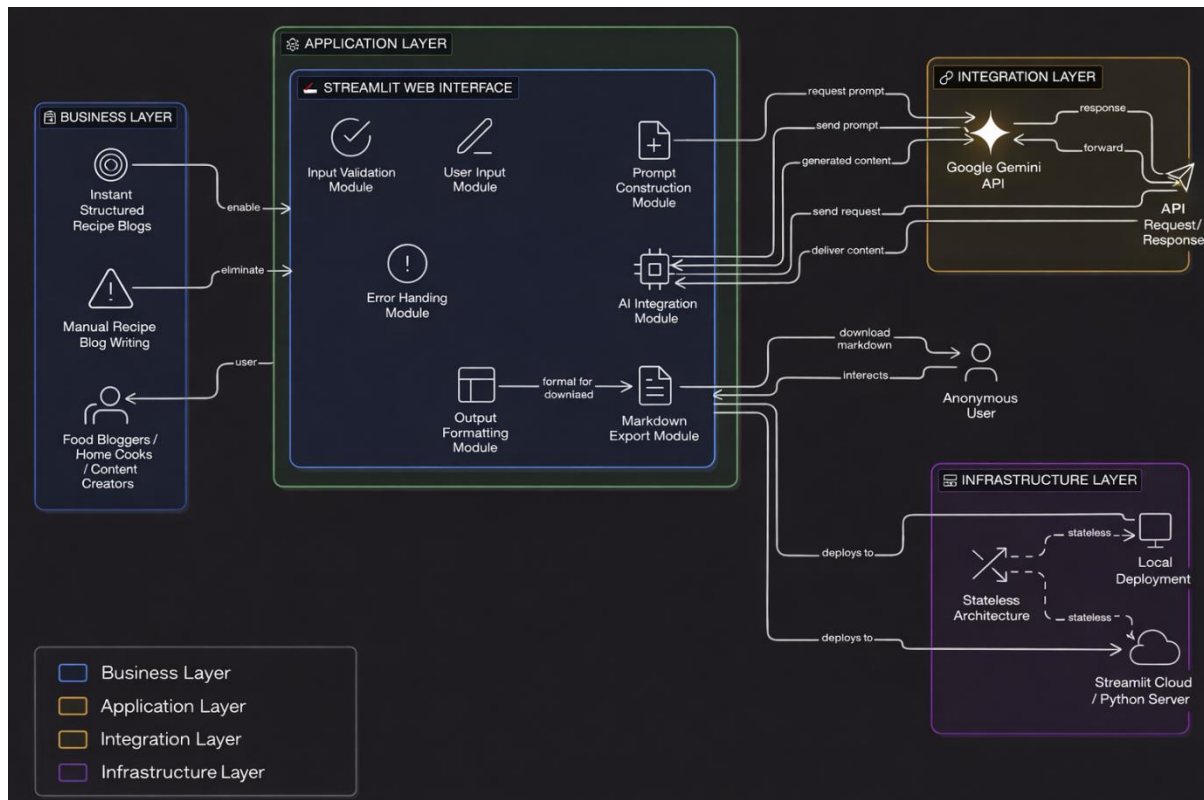 APPLICATION LAYER
STREAMLIT WEB INTERFACE
Input Validation
Module
User Input
Module
Prompt
Construction
Module
Error Handing
Module
AI Integration
Module
Output
Formatting
Module
formal for
downlaed
Markdown
Export Module
BUSINESS LAYER
Instant
Structured
Recipe Blogs
enable
Manual Recipe
Blog Writing
eliminate
user
Food Bloggers /
Home Cooks
/ Content
Creators
request prompt
send prompt
generated content
send request
deliver content
INTEGRATION LAYER
response
forward
Google Gemini
API
API
Request/
Response
download
markdown
interects
Anonymous
User
INFRASTRUCTURE LAYER
deploys to
stateless
Local
Deployment
Stateless
Architecture
stateless
deploys to
Streamlit Cloud
/ Python Server
Business Layer
Application Layer
Integration Layer
Infrastructure Layer